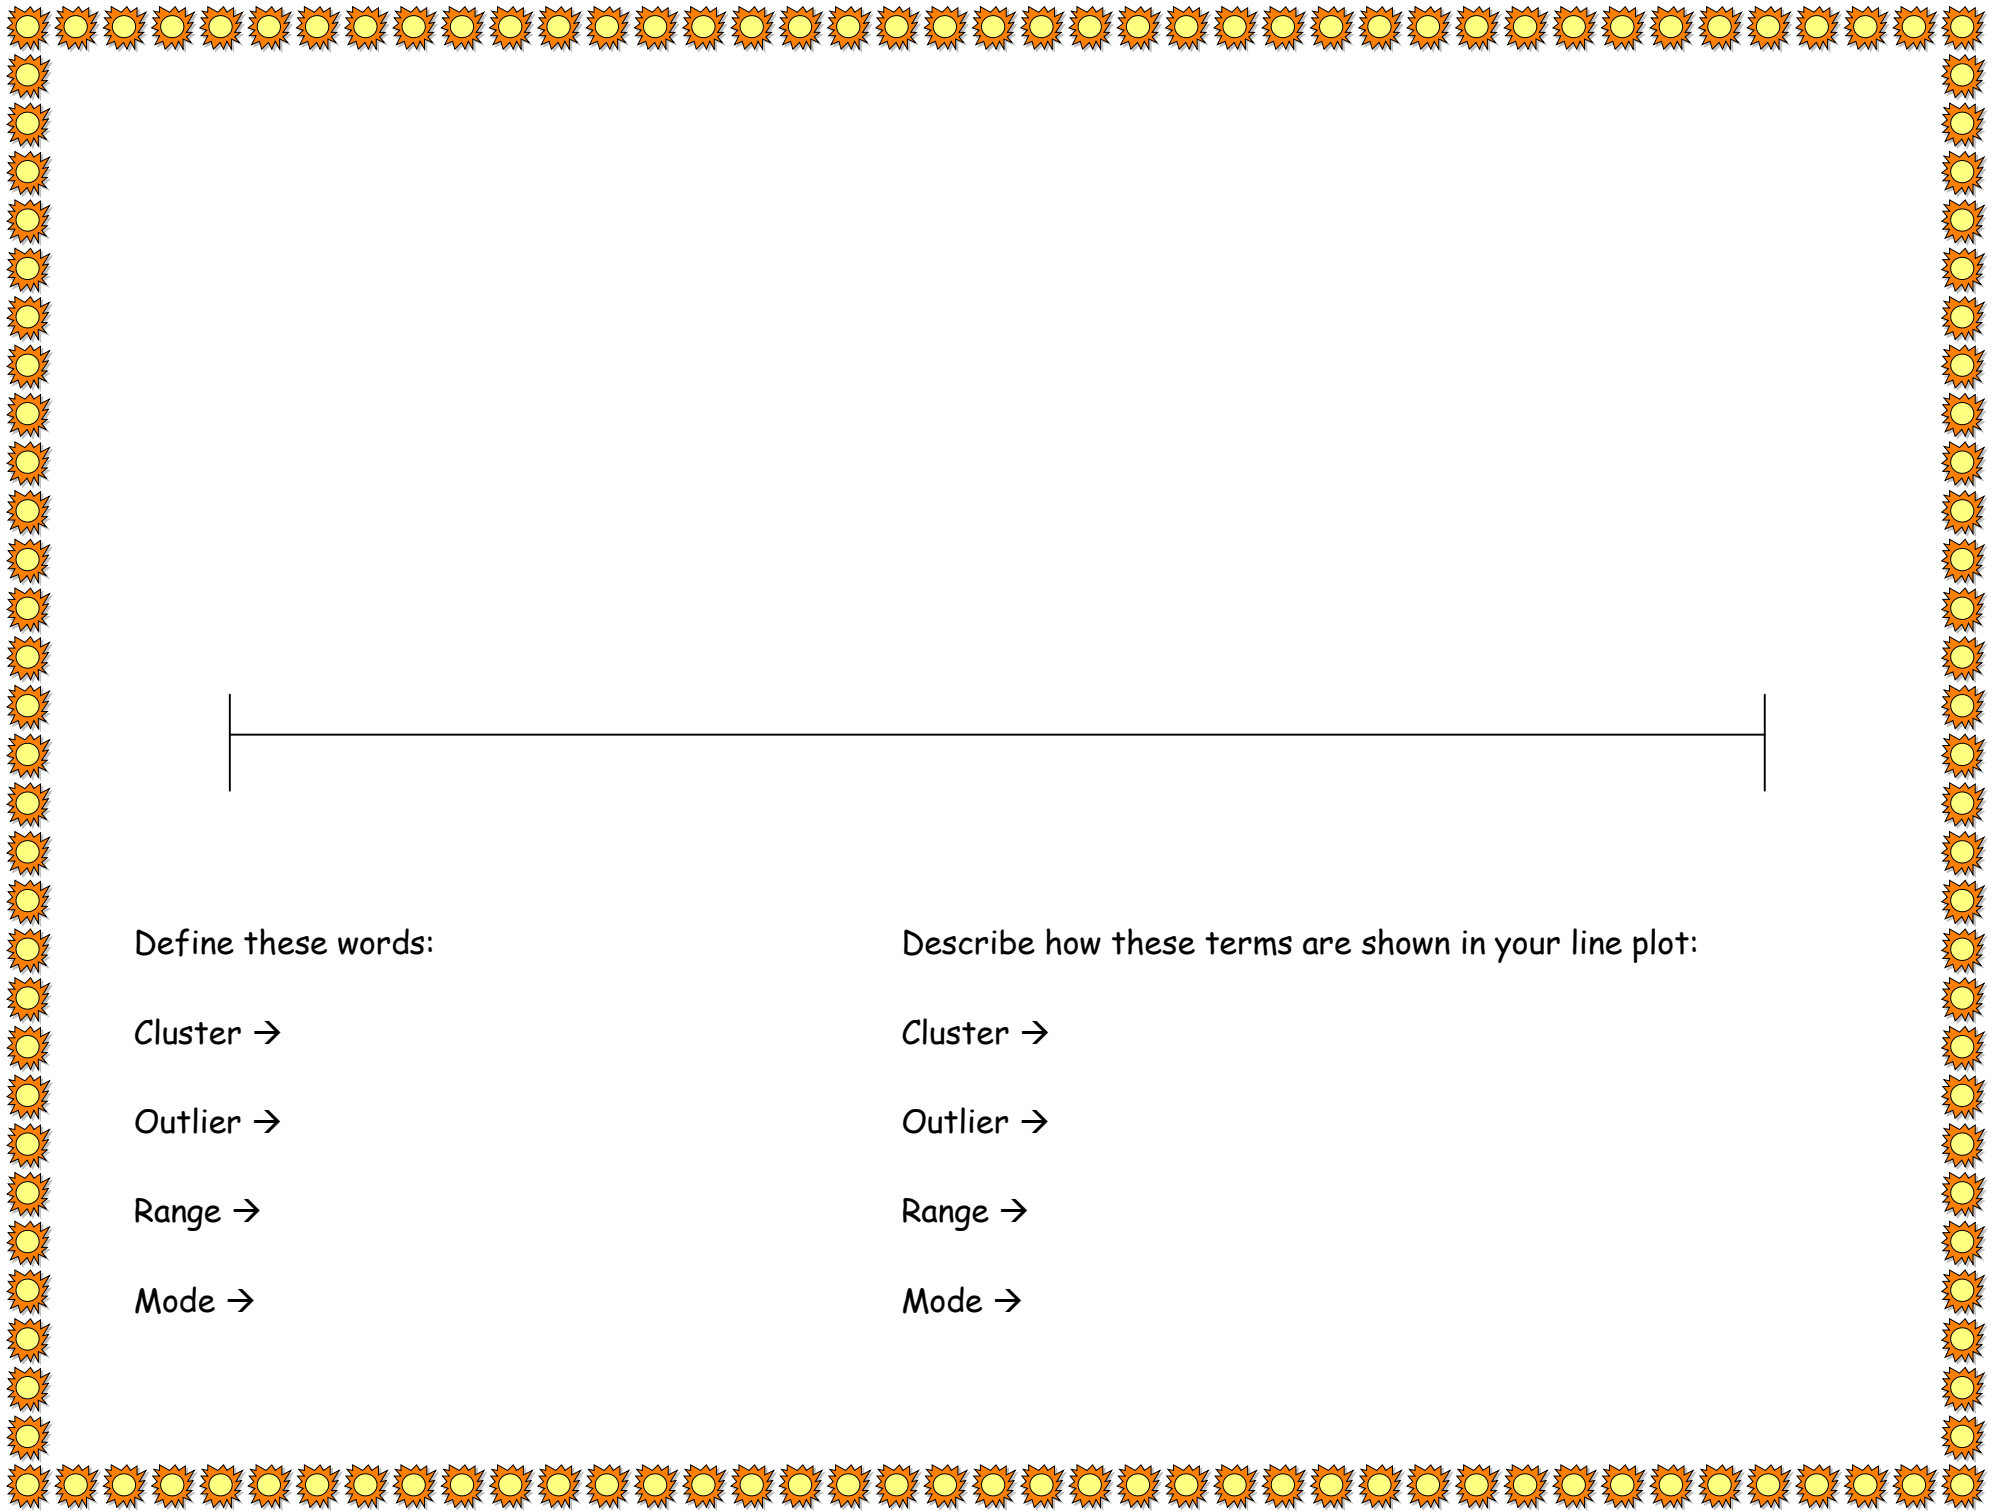 Define these words:
Cluster →
Outlier →
Range →
Mode →
Describe how these terms are shown in your line plot:
Cluster →
Outlier →
Range →
Mode →